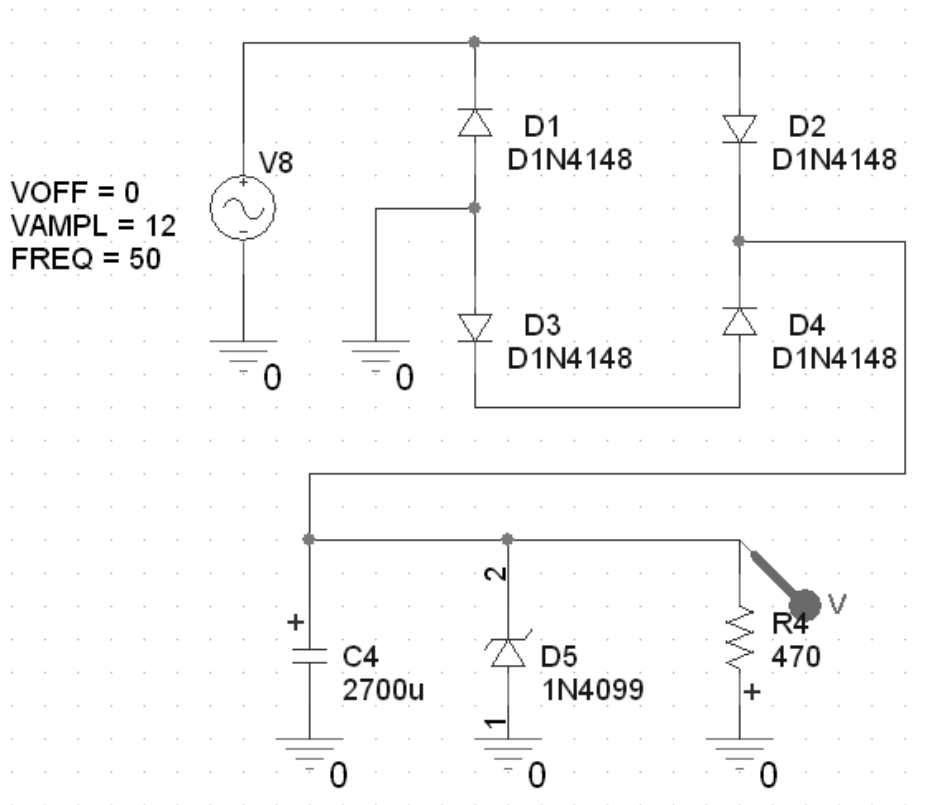 D1
D1N4148
D2
D1N4148
V8
+
-
VOFF = 0
VAMPL = 12
FREQ = 50
D3
D1N4148
D4
D1N4148
0
0
2
V
+
R4
C4
2700u
D5
1N4099
470
+
1
0
0
0